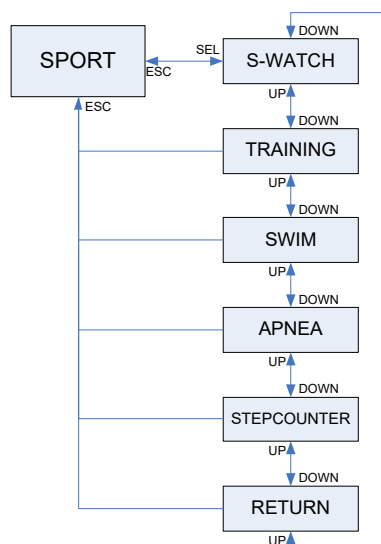 DOWN
SPORT
SEL
ESC
S-WATCH
ESC
UP
DOWN
TRAINING
UP
DOWN
SWIM
UP
DOWN
APNEA
UP
DOWN
STEPCOUNTER
UP
DOWN
RETURN
UP